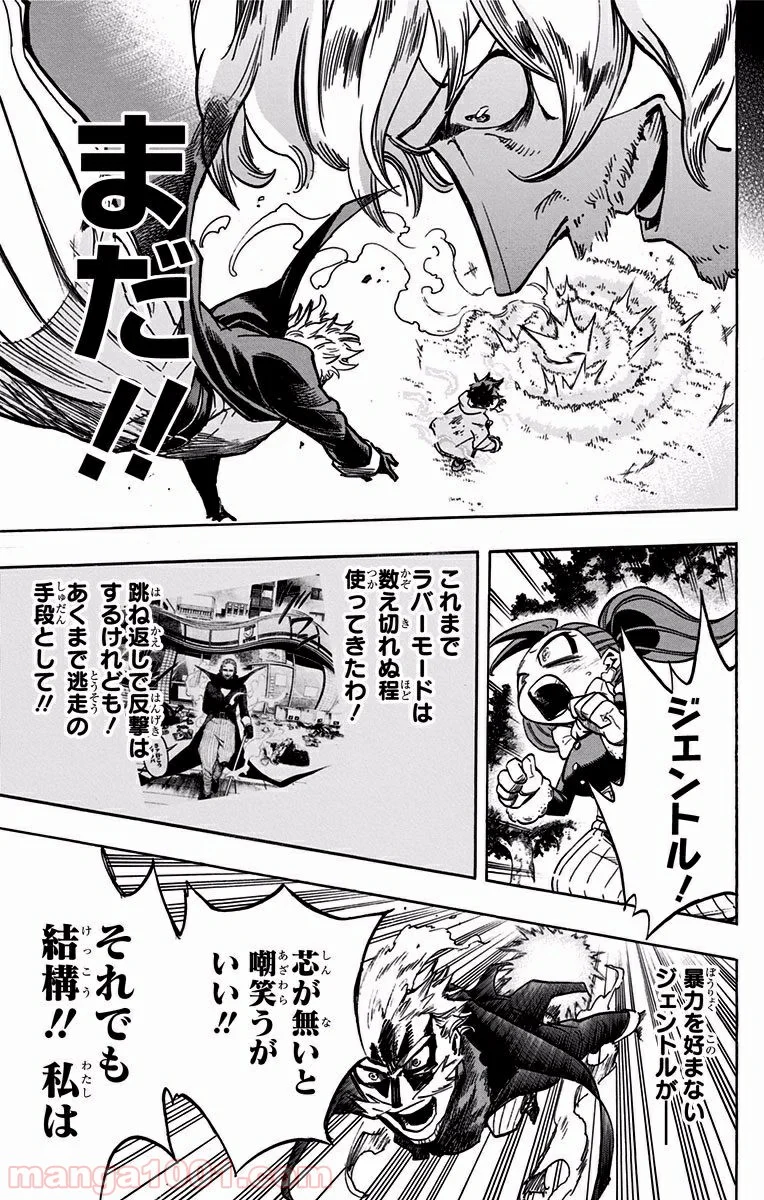 まだ!!
ジェントル!
これまで
ラバーモードは
数え切れぬ程
使ってきたわ!
跳ね返しで反撃は
するけれども!
あくまで逃走の
手段として!!
暴力を好まない
ジェントルが──
芯が無いと
嘲笑うが
いい!!
それでも
結構!! 私は
manga1001.com